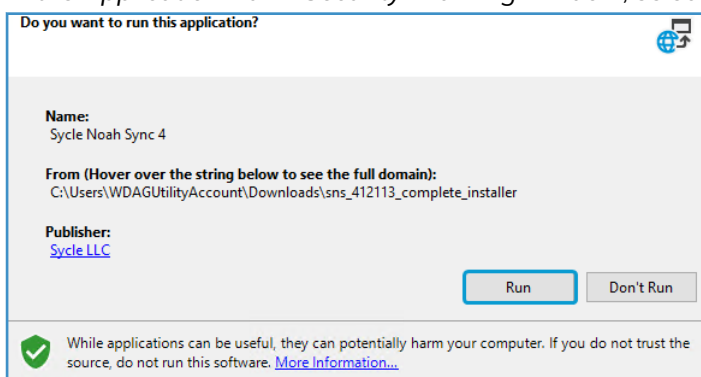 Do you want to run this application?
Name:
Sycle Noah Sync 4
From (Hover over the string below to see the full domain):
C:\Users\WDAGUtilityAccount\Downloads\sns_412113_complete_installer
Publisher:
Sycle LLC
Run
Don't Run
While applications can be useful, they can potentially harm your computer. If you do not trust the
source, do not run this software. More Information...